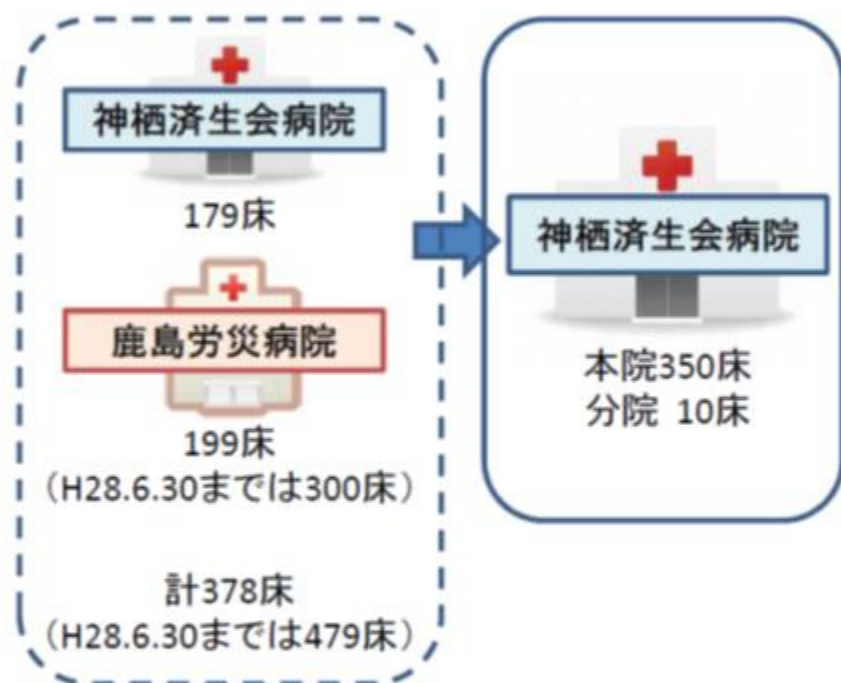 神栖済生会病院
179床
鹿島労災病院
199床
（H28.6.30までは300床）
計378床
（H28.6.30までは479床）
神栖済生会病院
本院350床
分院 10床